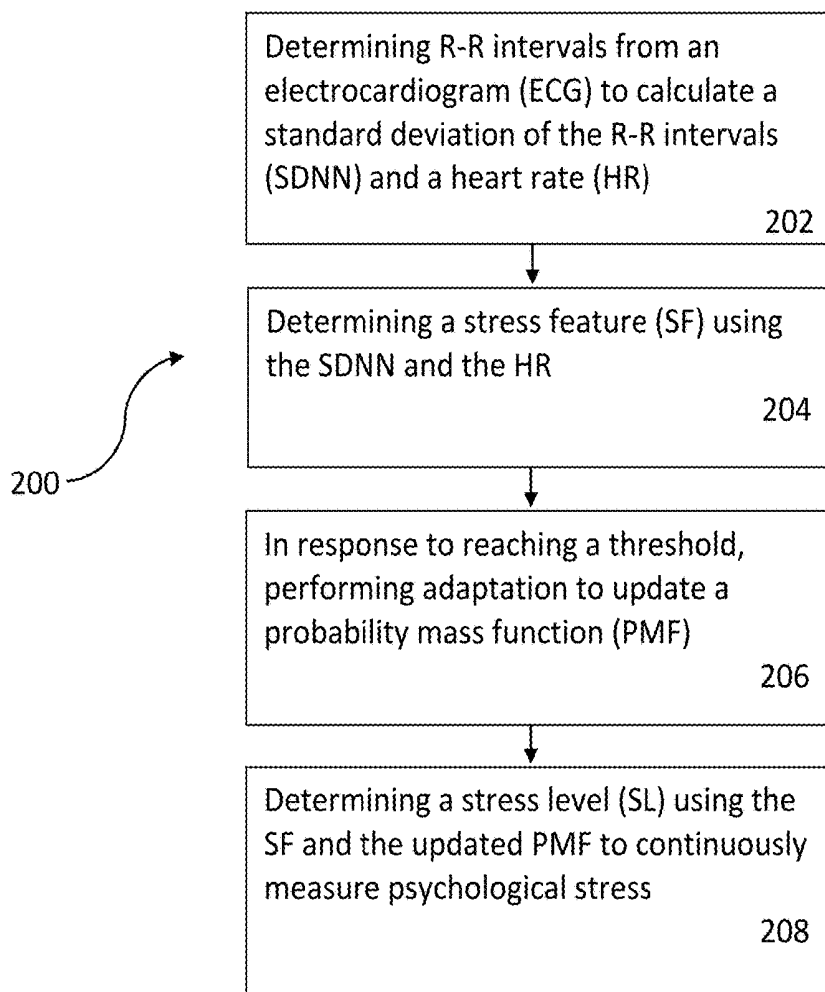 Determining R-R intervals from an
electrocardiogram (ECG) to calculate a
standard deviation of the R-R intervals
(SDNN) and a heart rate (HR)
202
Determining a stress feature (SF) using
the SDNN and the HR
204
200
In response to reaching a threshold,
performing adaptation to update a
probability mass function (PMF)
206
Determining a stress level (SL) using the
SF and the updated PMF to continuously
measure psychological stress
208